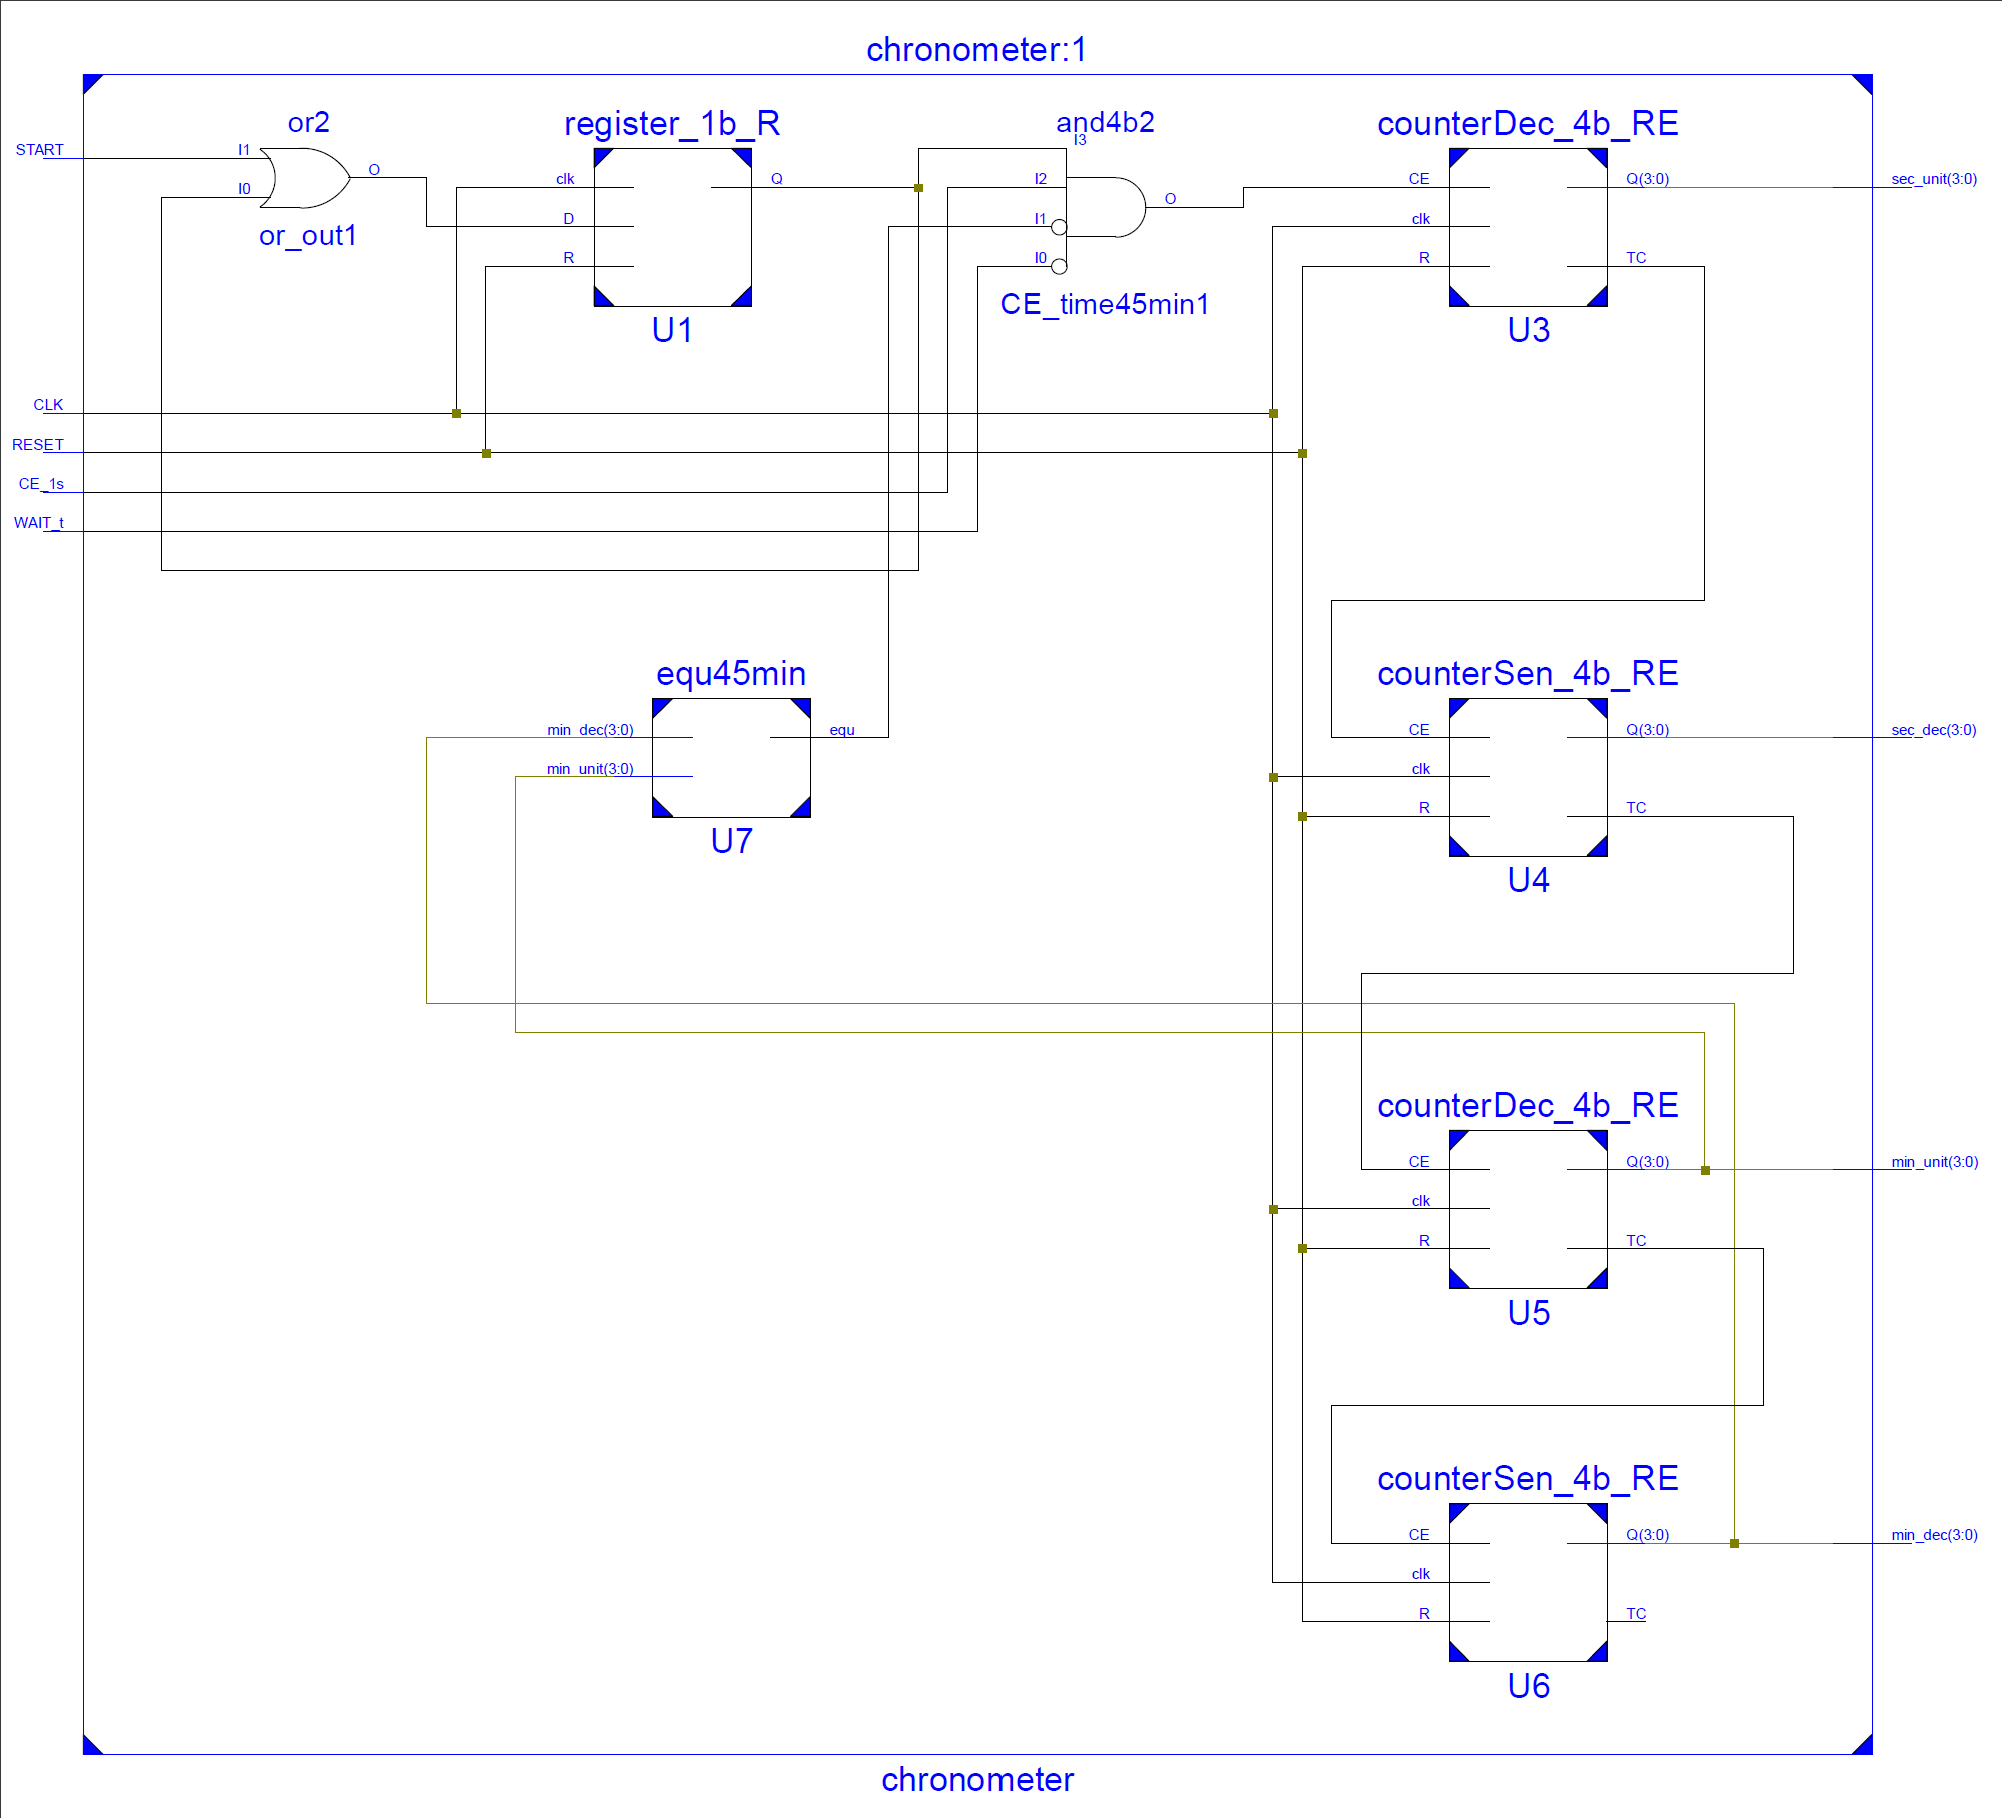 chronometer:1
or2
register_1b_R
and4b2
counterDec_4b_RE
START
I1
I0
O
or_out1
clk
D
R
Q
U1
I3
I2
I1
I0
O
CE_time45min1
CE
clk
R
Q(3:0)
TC
sec_unit(3:0)
U3
CLK
RESET
CE_1s
WAIT_t
equ45min
min_dec(3:0)
min_unit(3:0)
equ
U7
counterSen_4b_RE
CE
clk
R
Q(3:0)
TC
sec_dec(3:0)
U4
counterDec_4b_RE
CE
clk
R
Q(3:0)
TC
min_unit(3:0)
U5
counterSen_4b_RE
CE
clk
R
Q(3:0)
TC
min_dec(3:0)
U6
chronometer